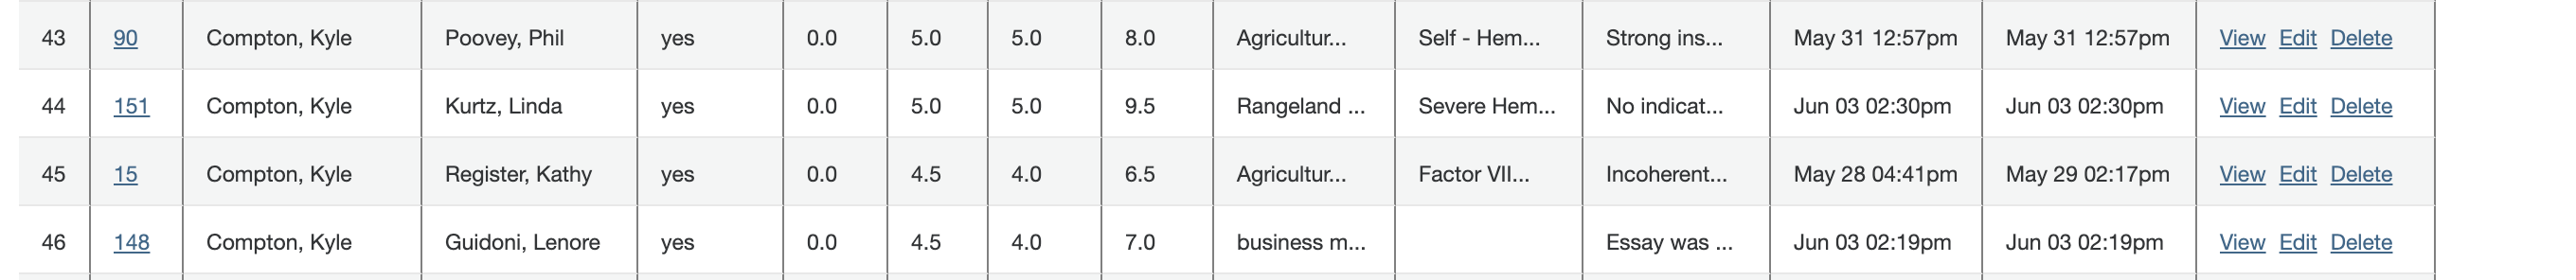 43 90 Compton, Kyle Poovey, Phil yes 0.0 5.0 5.0 8.0 Agricultur... Self - Hem... Strong ins... May 31 12:57pm May 31 12:57pm View Edit Delete
44 151 Compton, Kyle Kurtz, Linda yes 0.0 5.0 5.0 9.5 Rangeland ... Severe Hem... No indicat... Jun 03 02:30pm Jun 03 02:30pm View Edit Delete
45 15 Compton, Kyle Register, Kathy yes 0.0 4.5 4.0 6.5 Agricultur... Factor VII... Incoherent... May 28 04:41pm May 29 02:17pm View Edit Delete
46 148 Compton, Kyle Guidoni, Lenore yes 0.0 4.5 4.0 7.0 business m... Essay was ... Jun 03 02:19pm Jun 03 02:19pm View Edit Delete